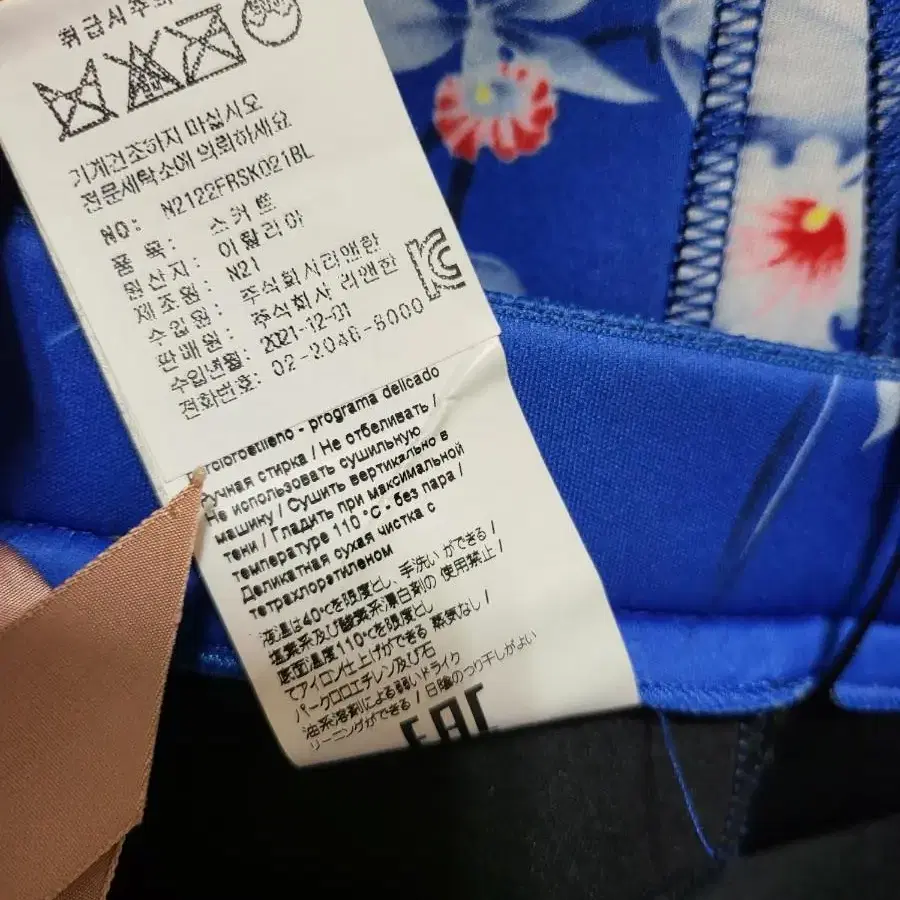 취급시주의
기계건조하지 마십시오
전문세탁소에 의뢰하세요
NO: N2122FRSK021BL
품 목: 스커트
원산지: 이탈리아
제조원: N21
수입원: 주식회사리앤한
판매원: 주식회사 리앤한
수입년월: 2021-12-01
전화번호: 02-2046-8000
- programa delicado
Ручная стирка / Не отбеливать /
Не использовать сушильную
машину / Сушить вертикально в
тени / Гладить при максимальной
температуре 110°C - без пара /
Деликатная сухая чистка с
тетрахлорэтиленом
液温は40℃を限度とし、手洗い ができる /
塩素系及び酸素系漂白剤の 使用禁止 /
底面温度110℃を限度とし
てアイロン仕上げができる 蒸気なし /
パークロロエチレン及び石
油系溶剤による弱いドライク
リーニングができる / 日陰のつり干しがよい
EAC